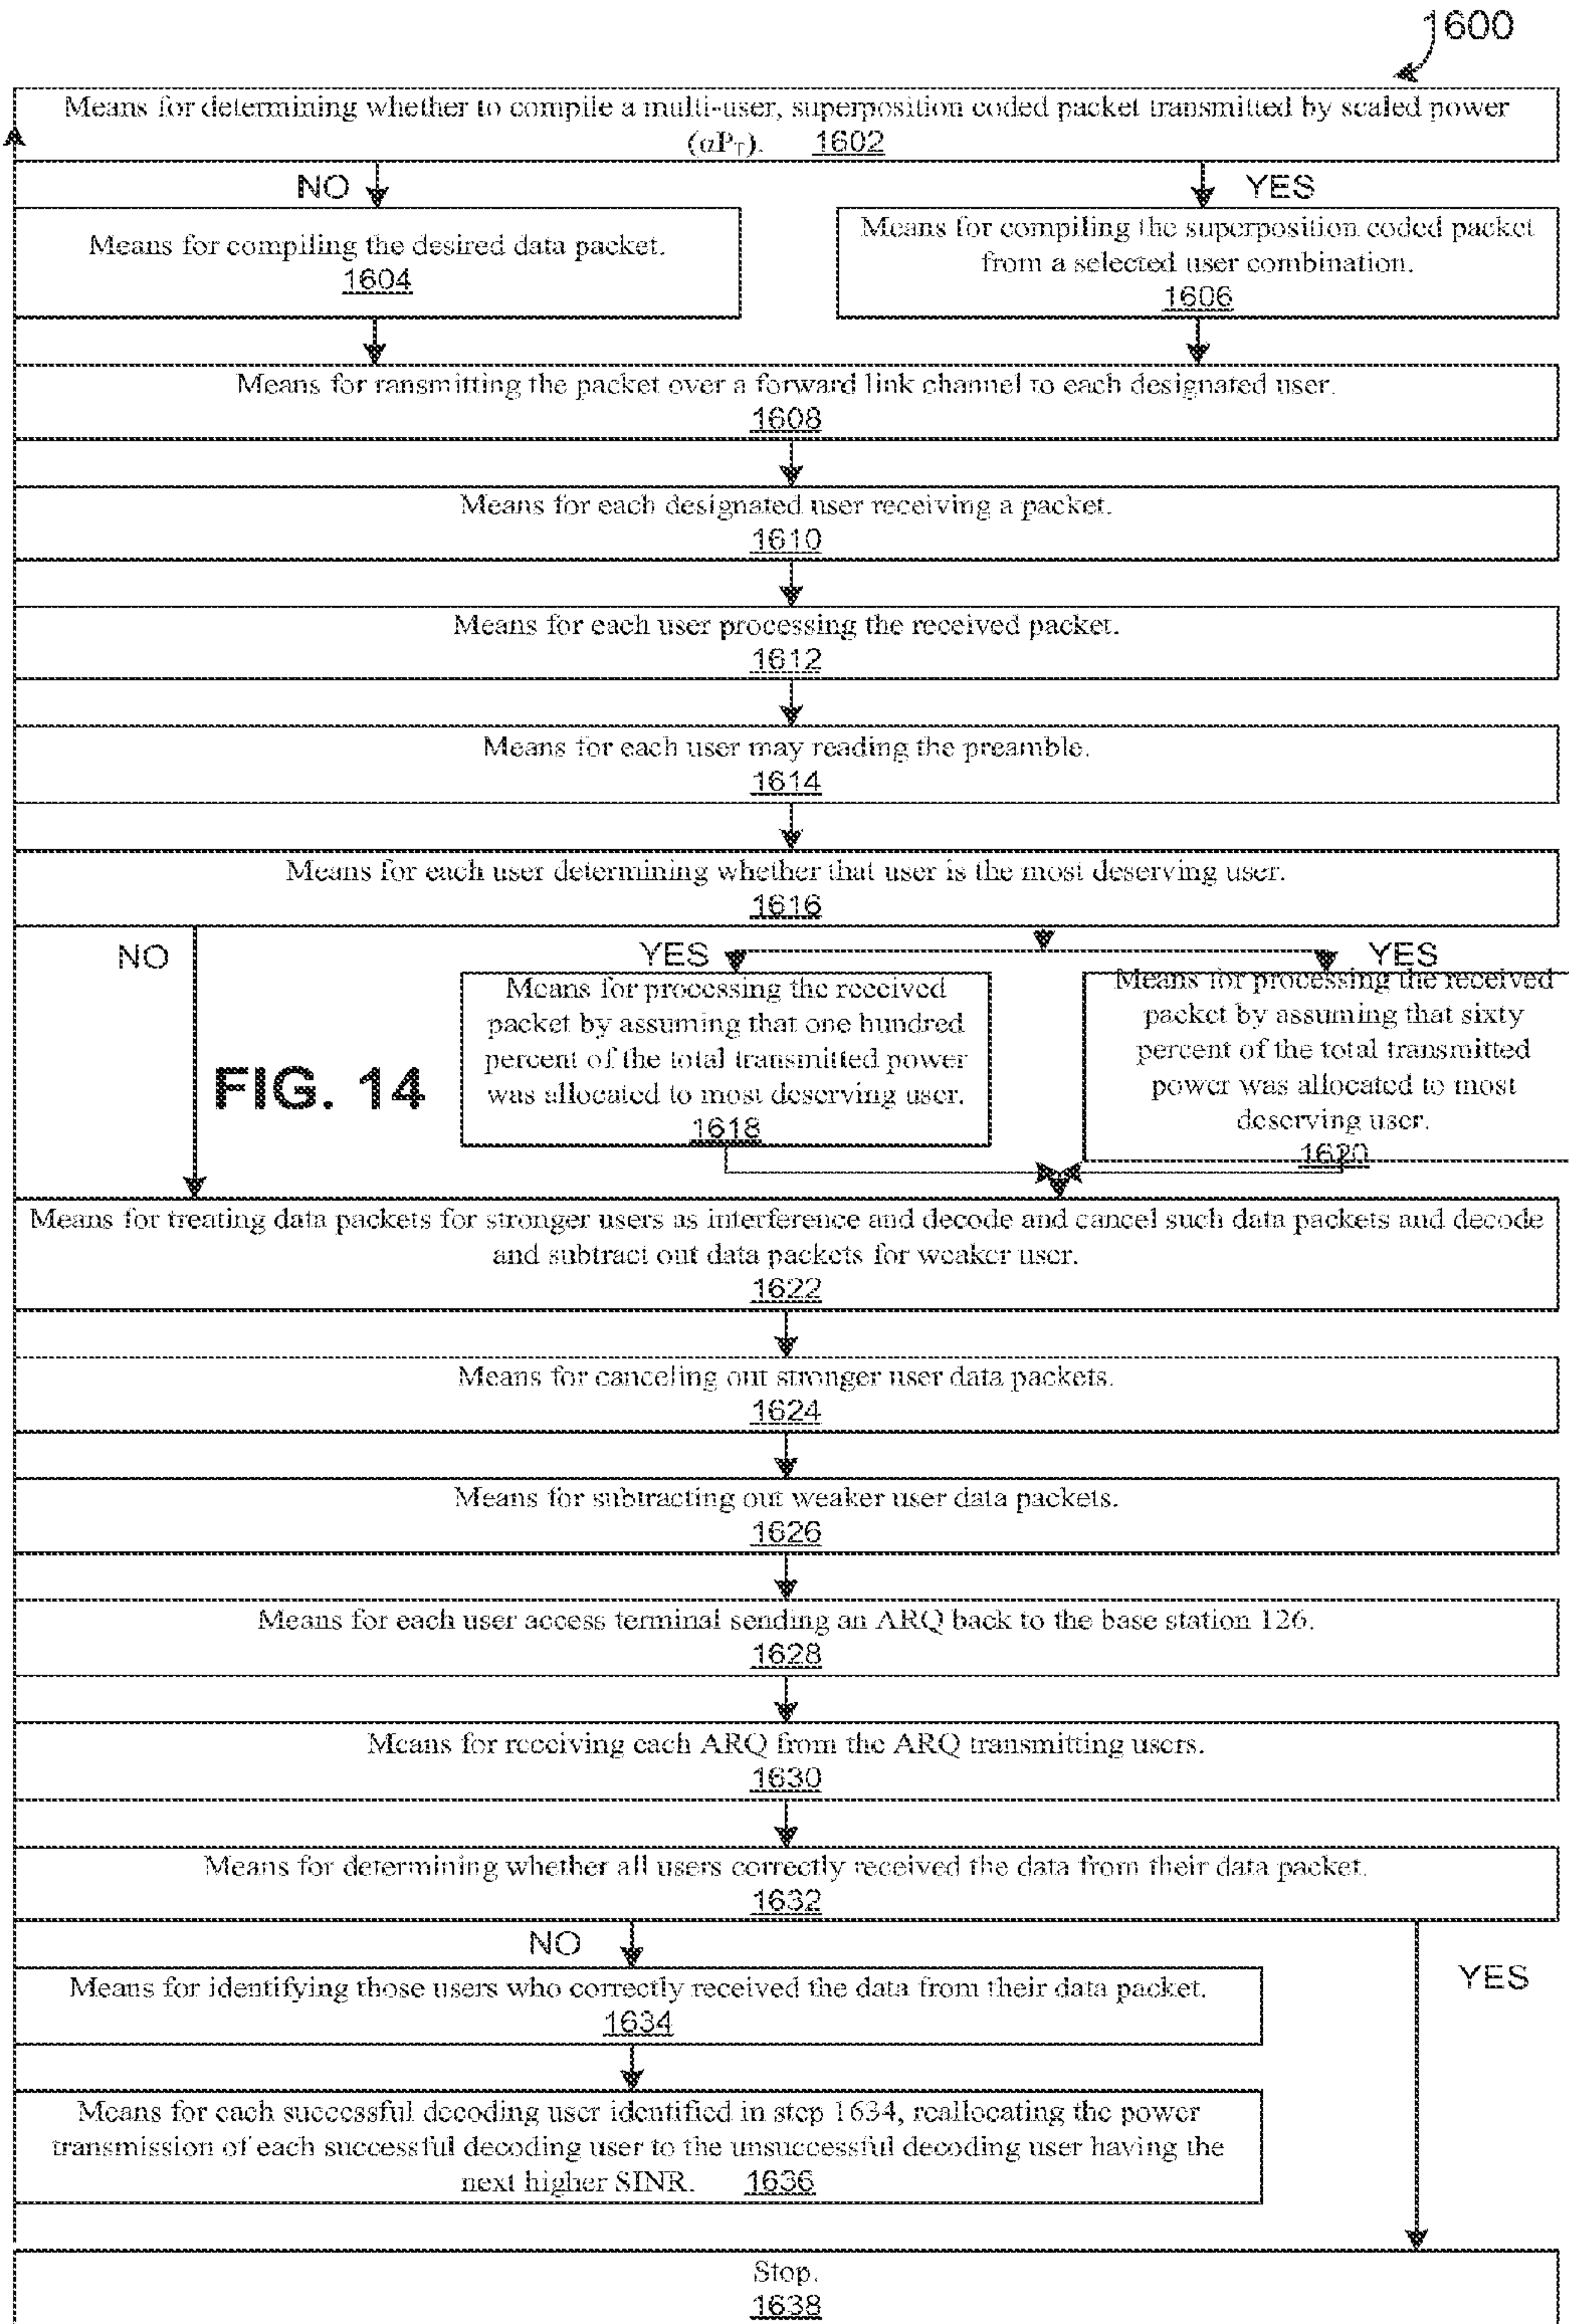 1600
Means for determining whether to compile a multi-user, superposition coded packet transmitted by scaled power
(αP_T). 1602
NO
YES
Means for compiling the desired data packet.
1604
Means for compiling the superposition coded packet
from a selected user combination.
1606
Means for ransmitting the packet over a forward link channel to each designated user.
1608
Means for each designated user receiving a packet.
1610
Means for each user processing the received packet.
1612
Means for each user may reading the preamble.
1614
Means for each user determining whether that user is the most deserving user.
1616
NO
YES
YES
Means for processing the received
packet by assuming that one hundred
percent of the total transmitted power
was allocated to most deserving user.
1618
Means for processing the received
packet by assuming that sixty
percent of the total transmitted
power was allocated to most
deserving user.
1620
FIG. 14
Means for treating data packets for stronger users as interference and decode and cancel such data packets and decode
and subtract out data packets for weaker user.
1622
Means for canceling out stronger user data packets.
1624
Means for subtracting out weaker user data packets.
1626
Means for each user access terminal sending an ARQ back to the base station 126.
1628
Means for receiving each ARQ from the ARQ transmitting users.
1630
Means for determining whether all users correctly received the data from their data packet.
1632
NO
YES
Means for identifying those users who correctly received the data from their data packet.
1634
Means for each successful decoding user identified in step 1634, reallocating the power
transmission of each successful decoding user to the unsuccessful decoding user having the
next higher SINR. 1636
Stop.
1638